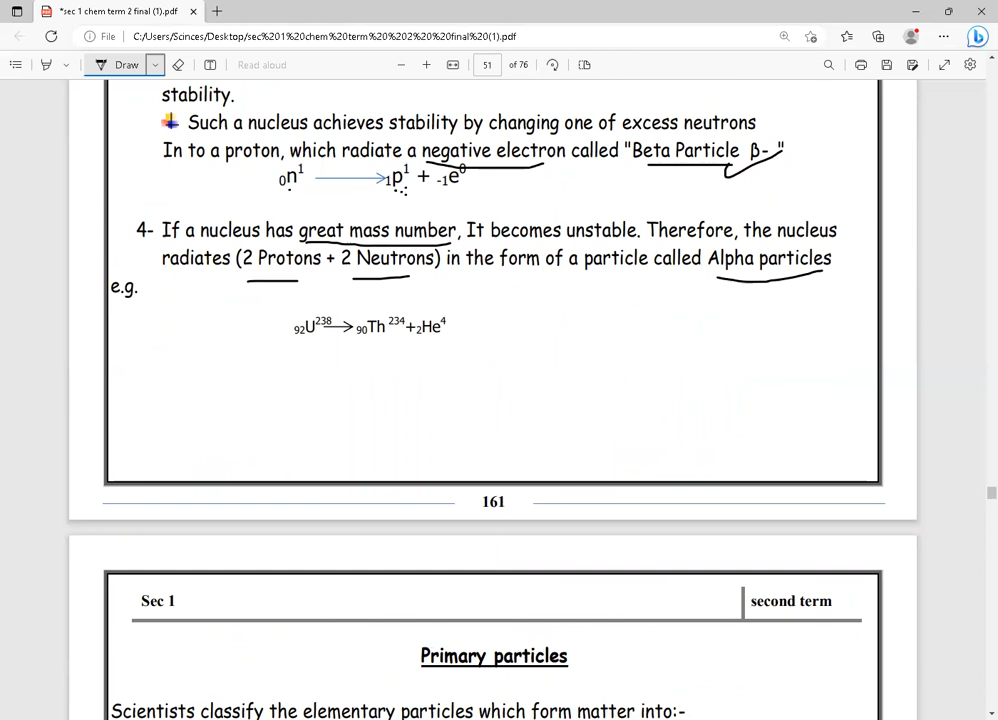 *sec 1 chem term 2 final (1).pdf
File C:/Users/Scinces/Desktop/sec%201%20chem%20term%20%202%20%20final%20(1).pdf
Draw Read aloud 51 of 76
stability.
Such a nucleus achieves stability by changing one of excess neutrons
In to a proton, which radiate a negative electron called "Beta Particle β- "
₀n¹ → ₁p¹ + ₋₁e⁰
4- If a nucleus has great mass number, It becomes unstable. Therefore, the nucleus
radiates (2 Protons + 2 Neutrons) in the form of a particle called Alpha particles
e.g.
₉₂U²³⁸ → ₉₀Th ²³⁴+₂He⁴
161
Sec 1 second term
Primary particles
Scientists classify the elementary particles which form matter into:-